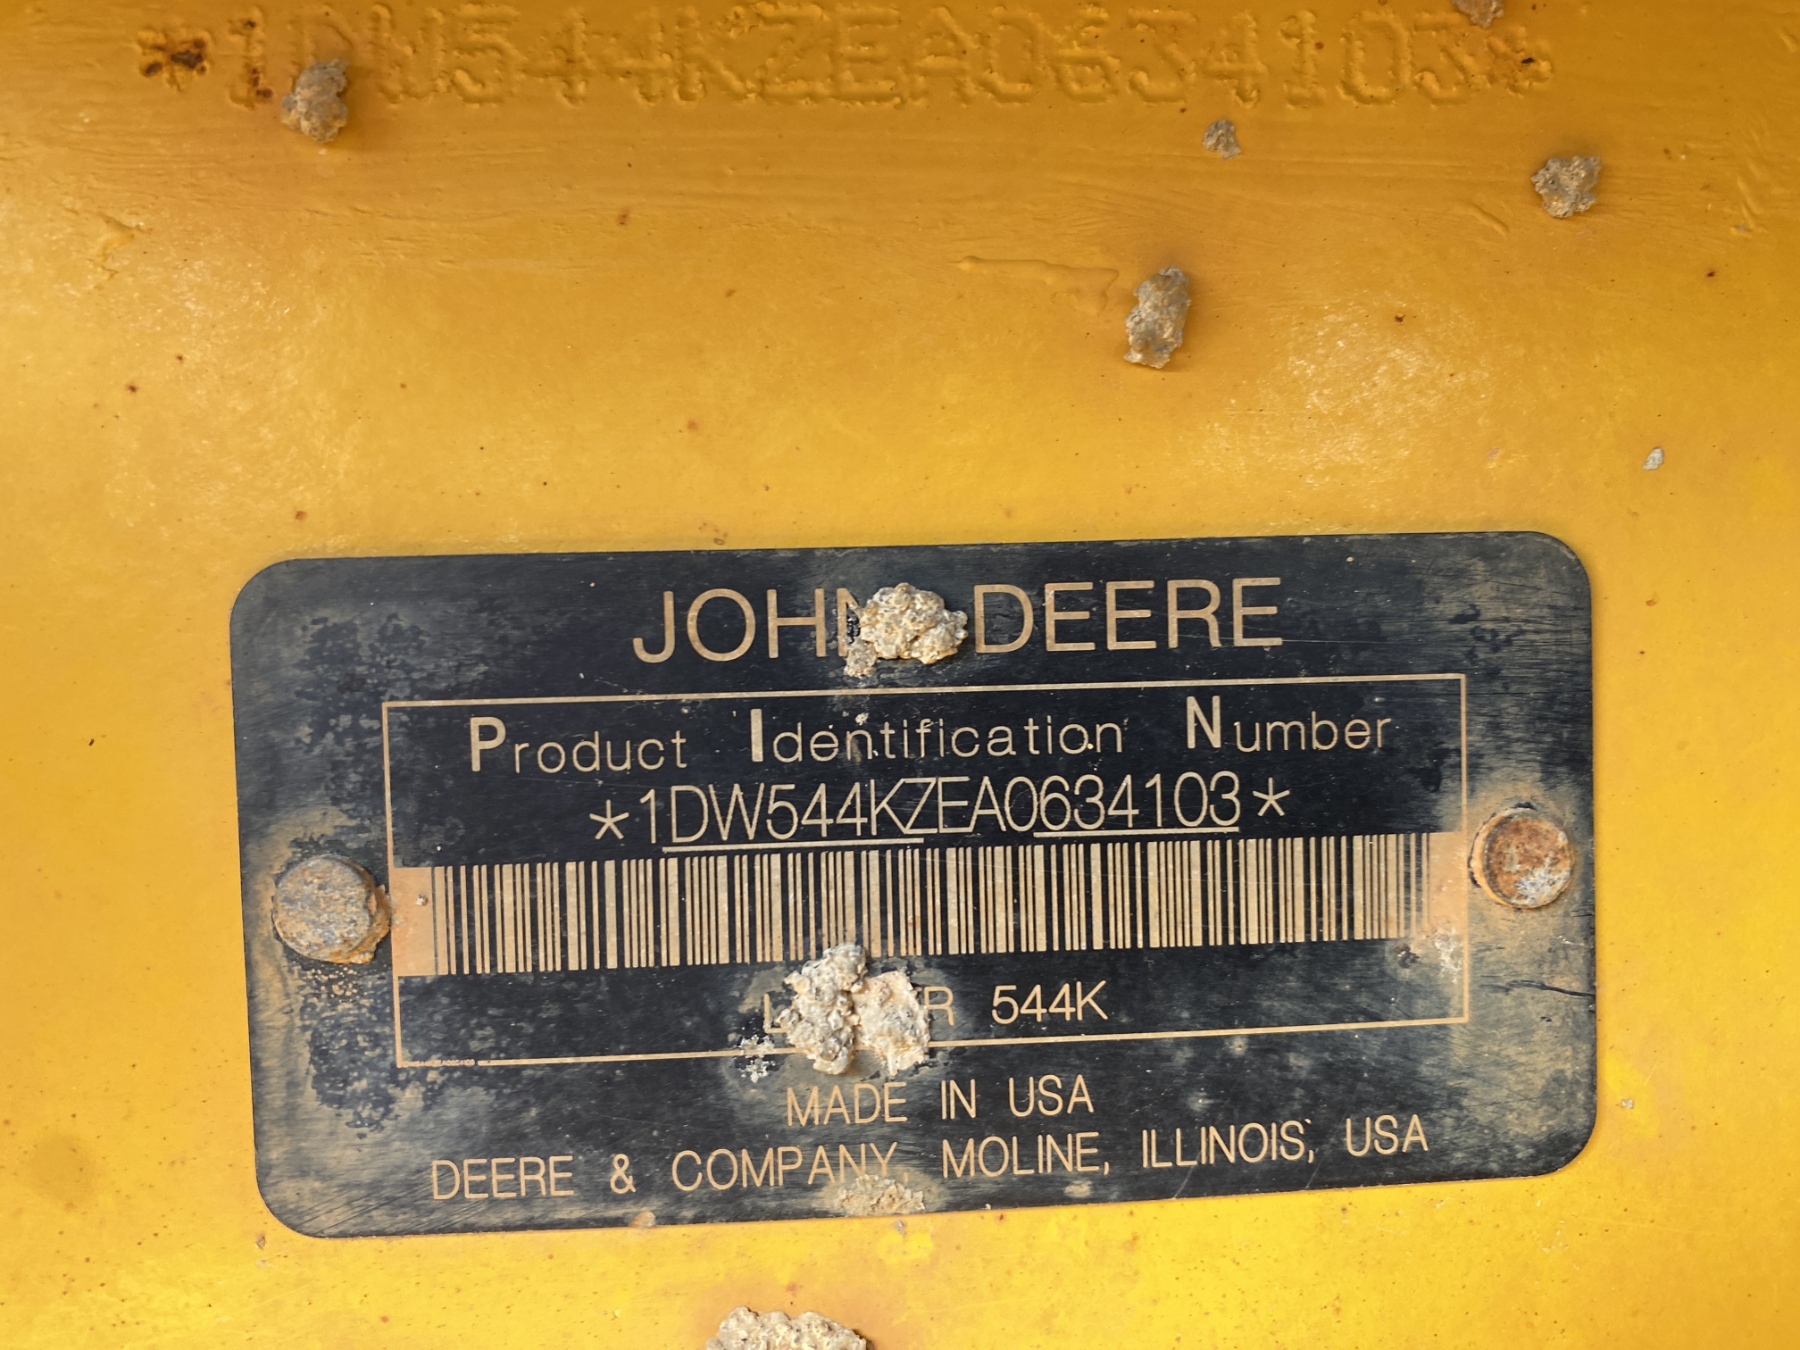 *1DW544KZEA0634103*
JOHN DEERE
Product Identification Number
*1DW544KZEA0634103*
544K
MADE IN USA
DEERE & COMPANY, MOLINE, ILLINOIS, USA